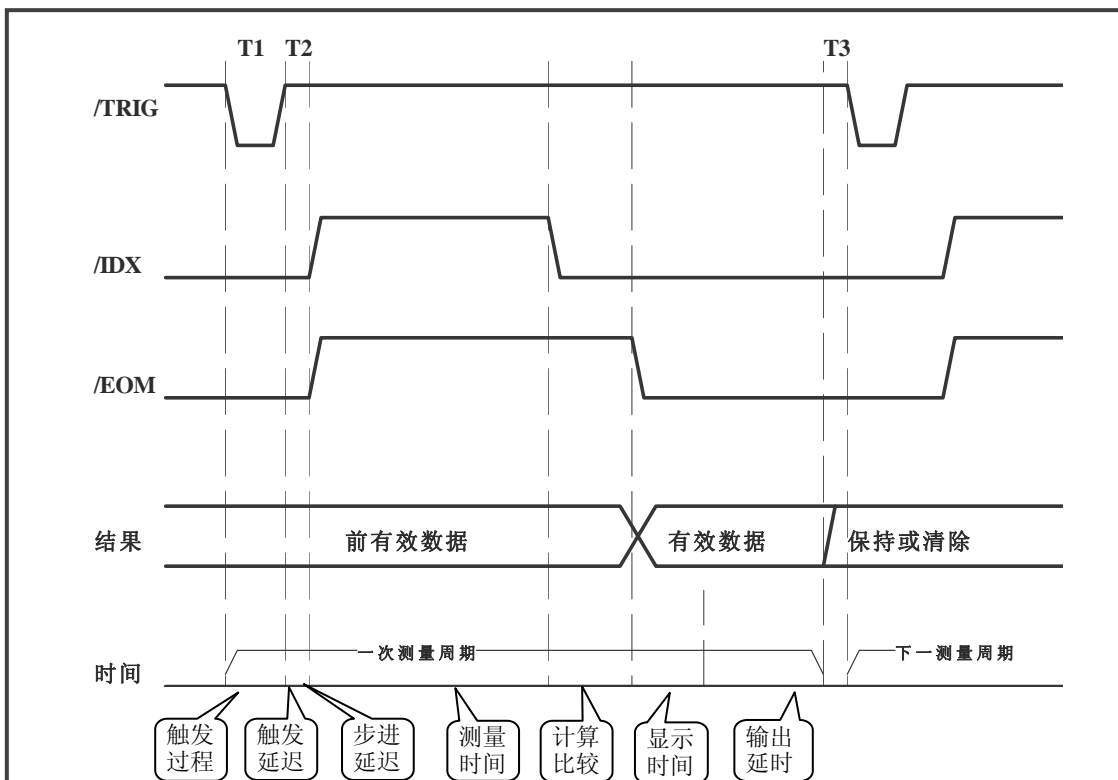 T1 T2 T3
/TRIG
/IDX
/EOM
结果 前有效数据 有效数据 保持或清除
时间 一次测量周期 下一测量周期
触发过程 触发延迟 步进延迟 测量时间 计算比较 显示时间 输出延时